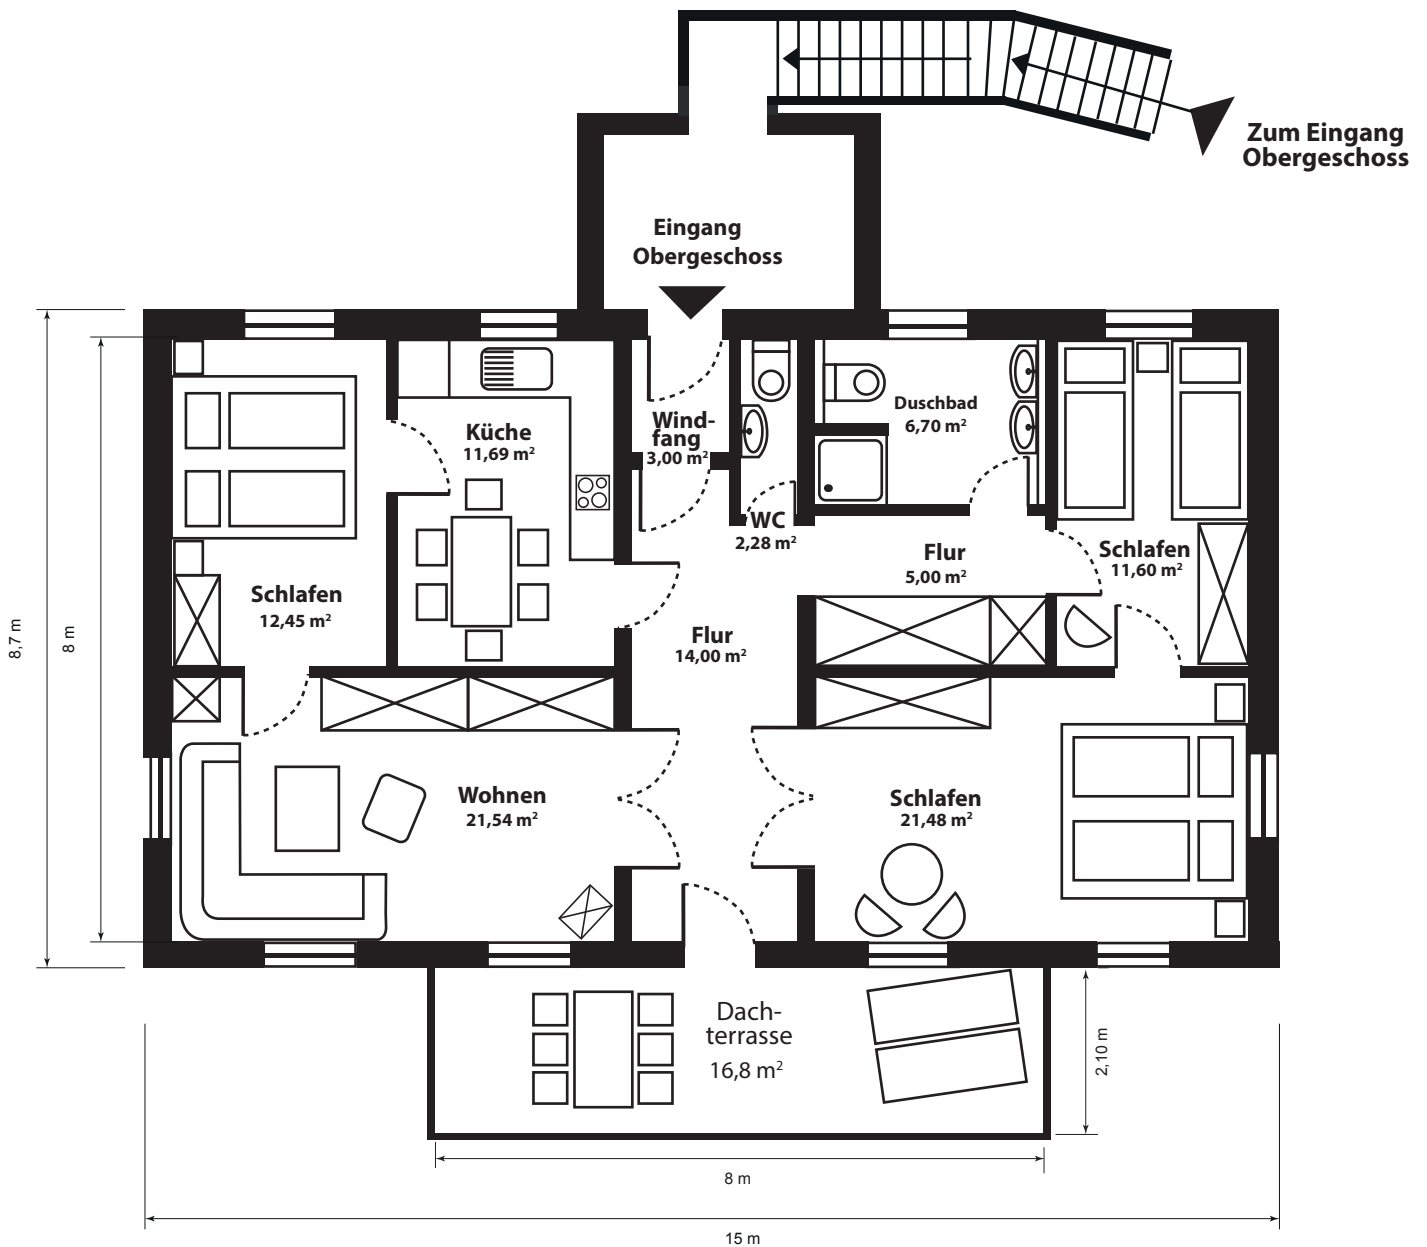 Zum Eingang
Obergeschoss
Eingang
Obergeschoss
Küche
11,69 m²
Wind-
fang
3,00 m²
Duschbad
6,70 m²
WC
2,28 m²
Flur
5,00 m²
Schlafen
11,60 m²
Schlafen
12,45 m²
Flur
14,00 m²
8,7 m
8 m
Wohnen
21,54 m²
Schlafen
21,48 m²
Dach-
terrasse
16,8 m²
2,10 m
8 m
15 m